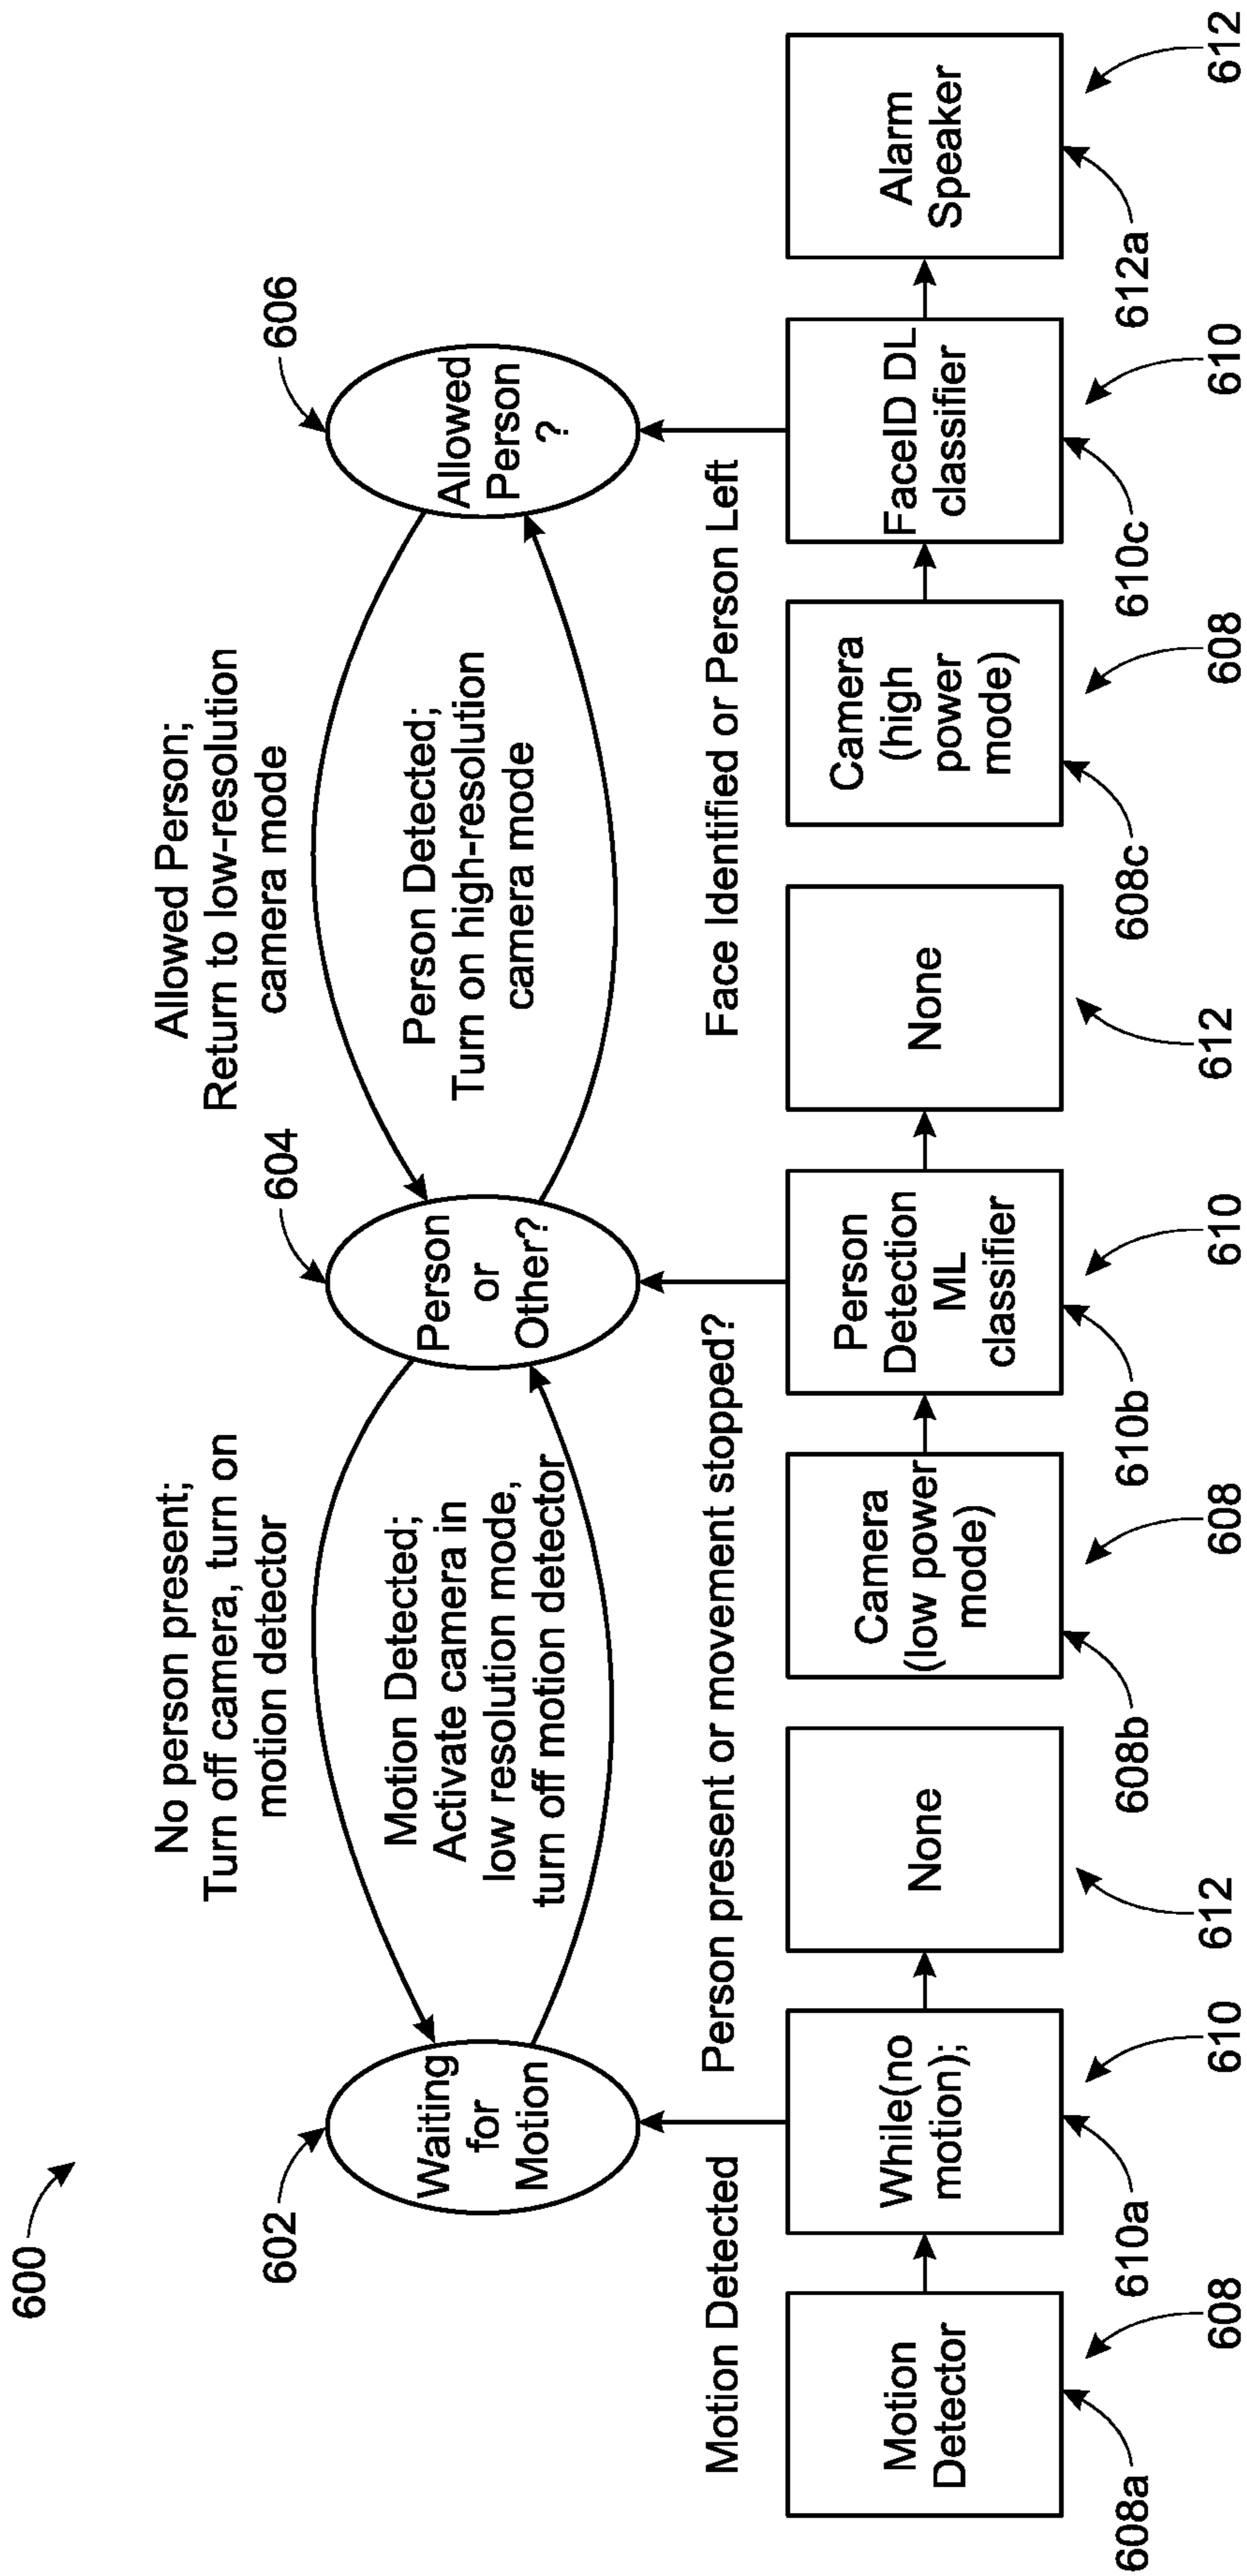 600
No person present;
Turn off camera, turn on
motion detector
Allowed Person;
Return to low-resolution
camera mode
602
604
606
Waiting
for
Motion
Motion Detected;
Activate camera in
low resolution mode,
turn off motion detector
Person
or
Other?
Person Detected;
Turn on high-resolution
camera mode
Allowed
Person
?
Motion Detected
Person present or movement stopped?
Face Identified or Person Left
Motion
Detector
While(no
motion);
None
Camera
(low power
mode)
Person
Detection
ML
classifier
None
Camera
(high
power
mode)
FaceID DL
classifier
Alarm
Speaker
608a
608
610a
610
612
608b
608
610b
610
612
608c
608
610c
610
612a
612